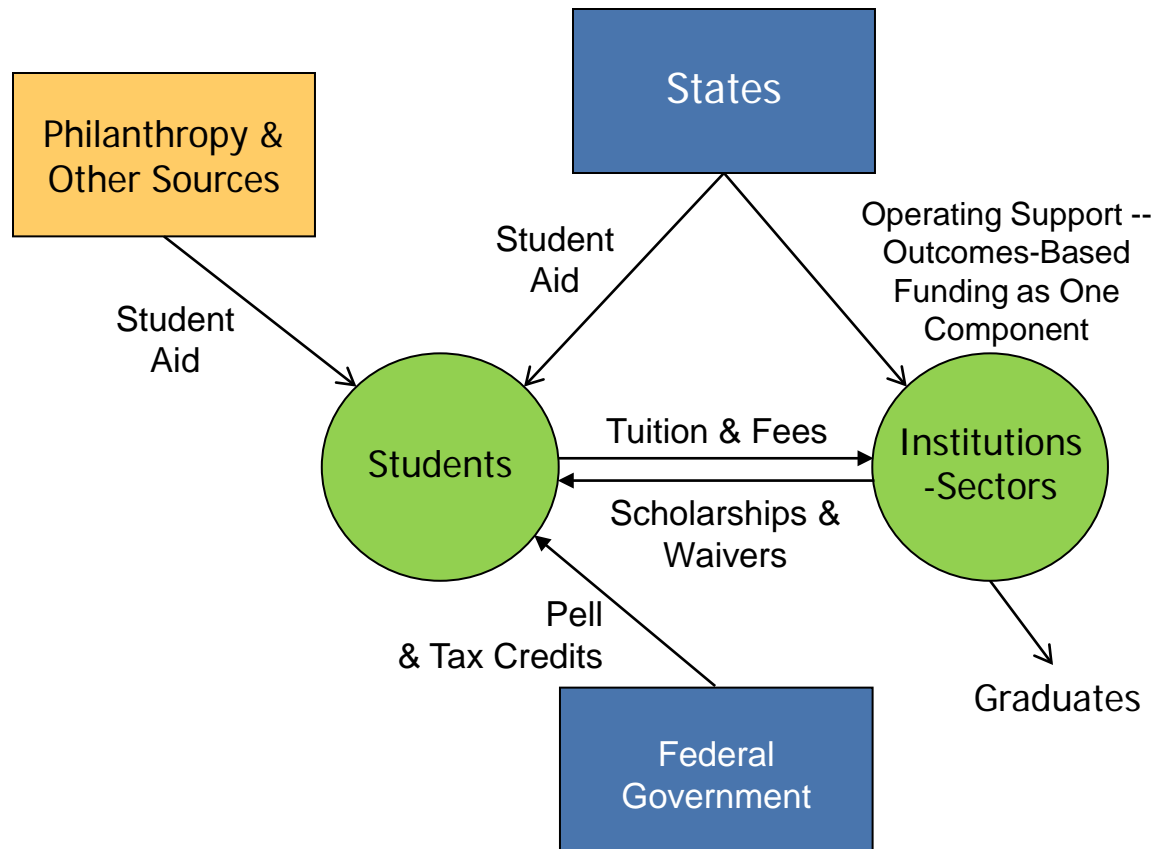 States
Philanthropy &
Other Sources
Operating Support --
Outcomes-Based
Funding as One
Component
Student
Aid
Student
Aid
Tuition & Fees
Students
Institutions
-Sectors
Scholarships &
Waivers
Pell
& Tax Credits
Graduates
Federal
Government